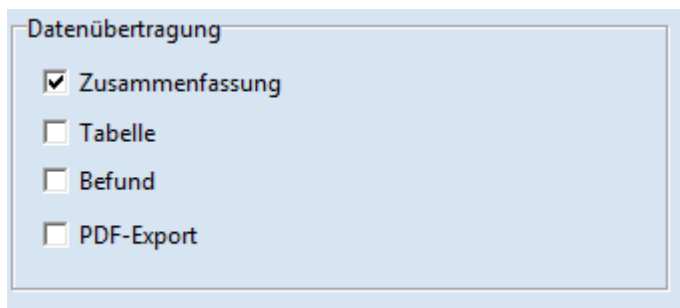 Datenübertragung
Zusammenfassung
Tabelle
Befund
PDF-Export